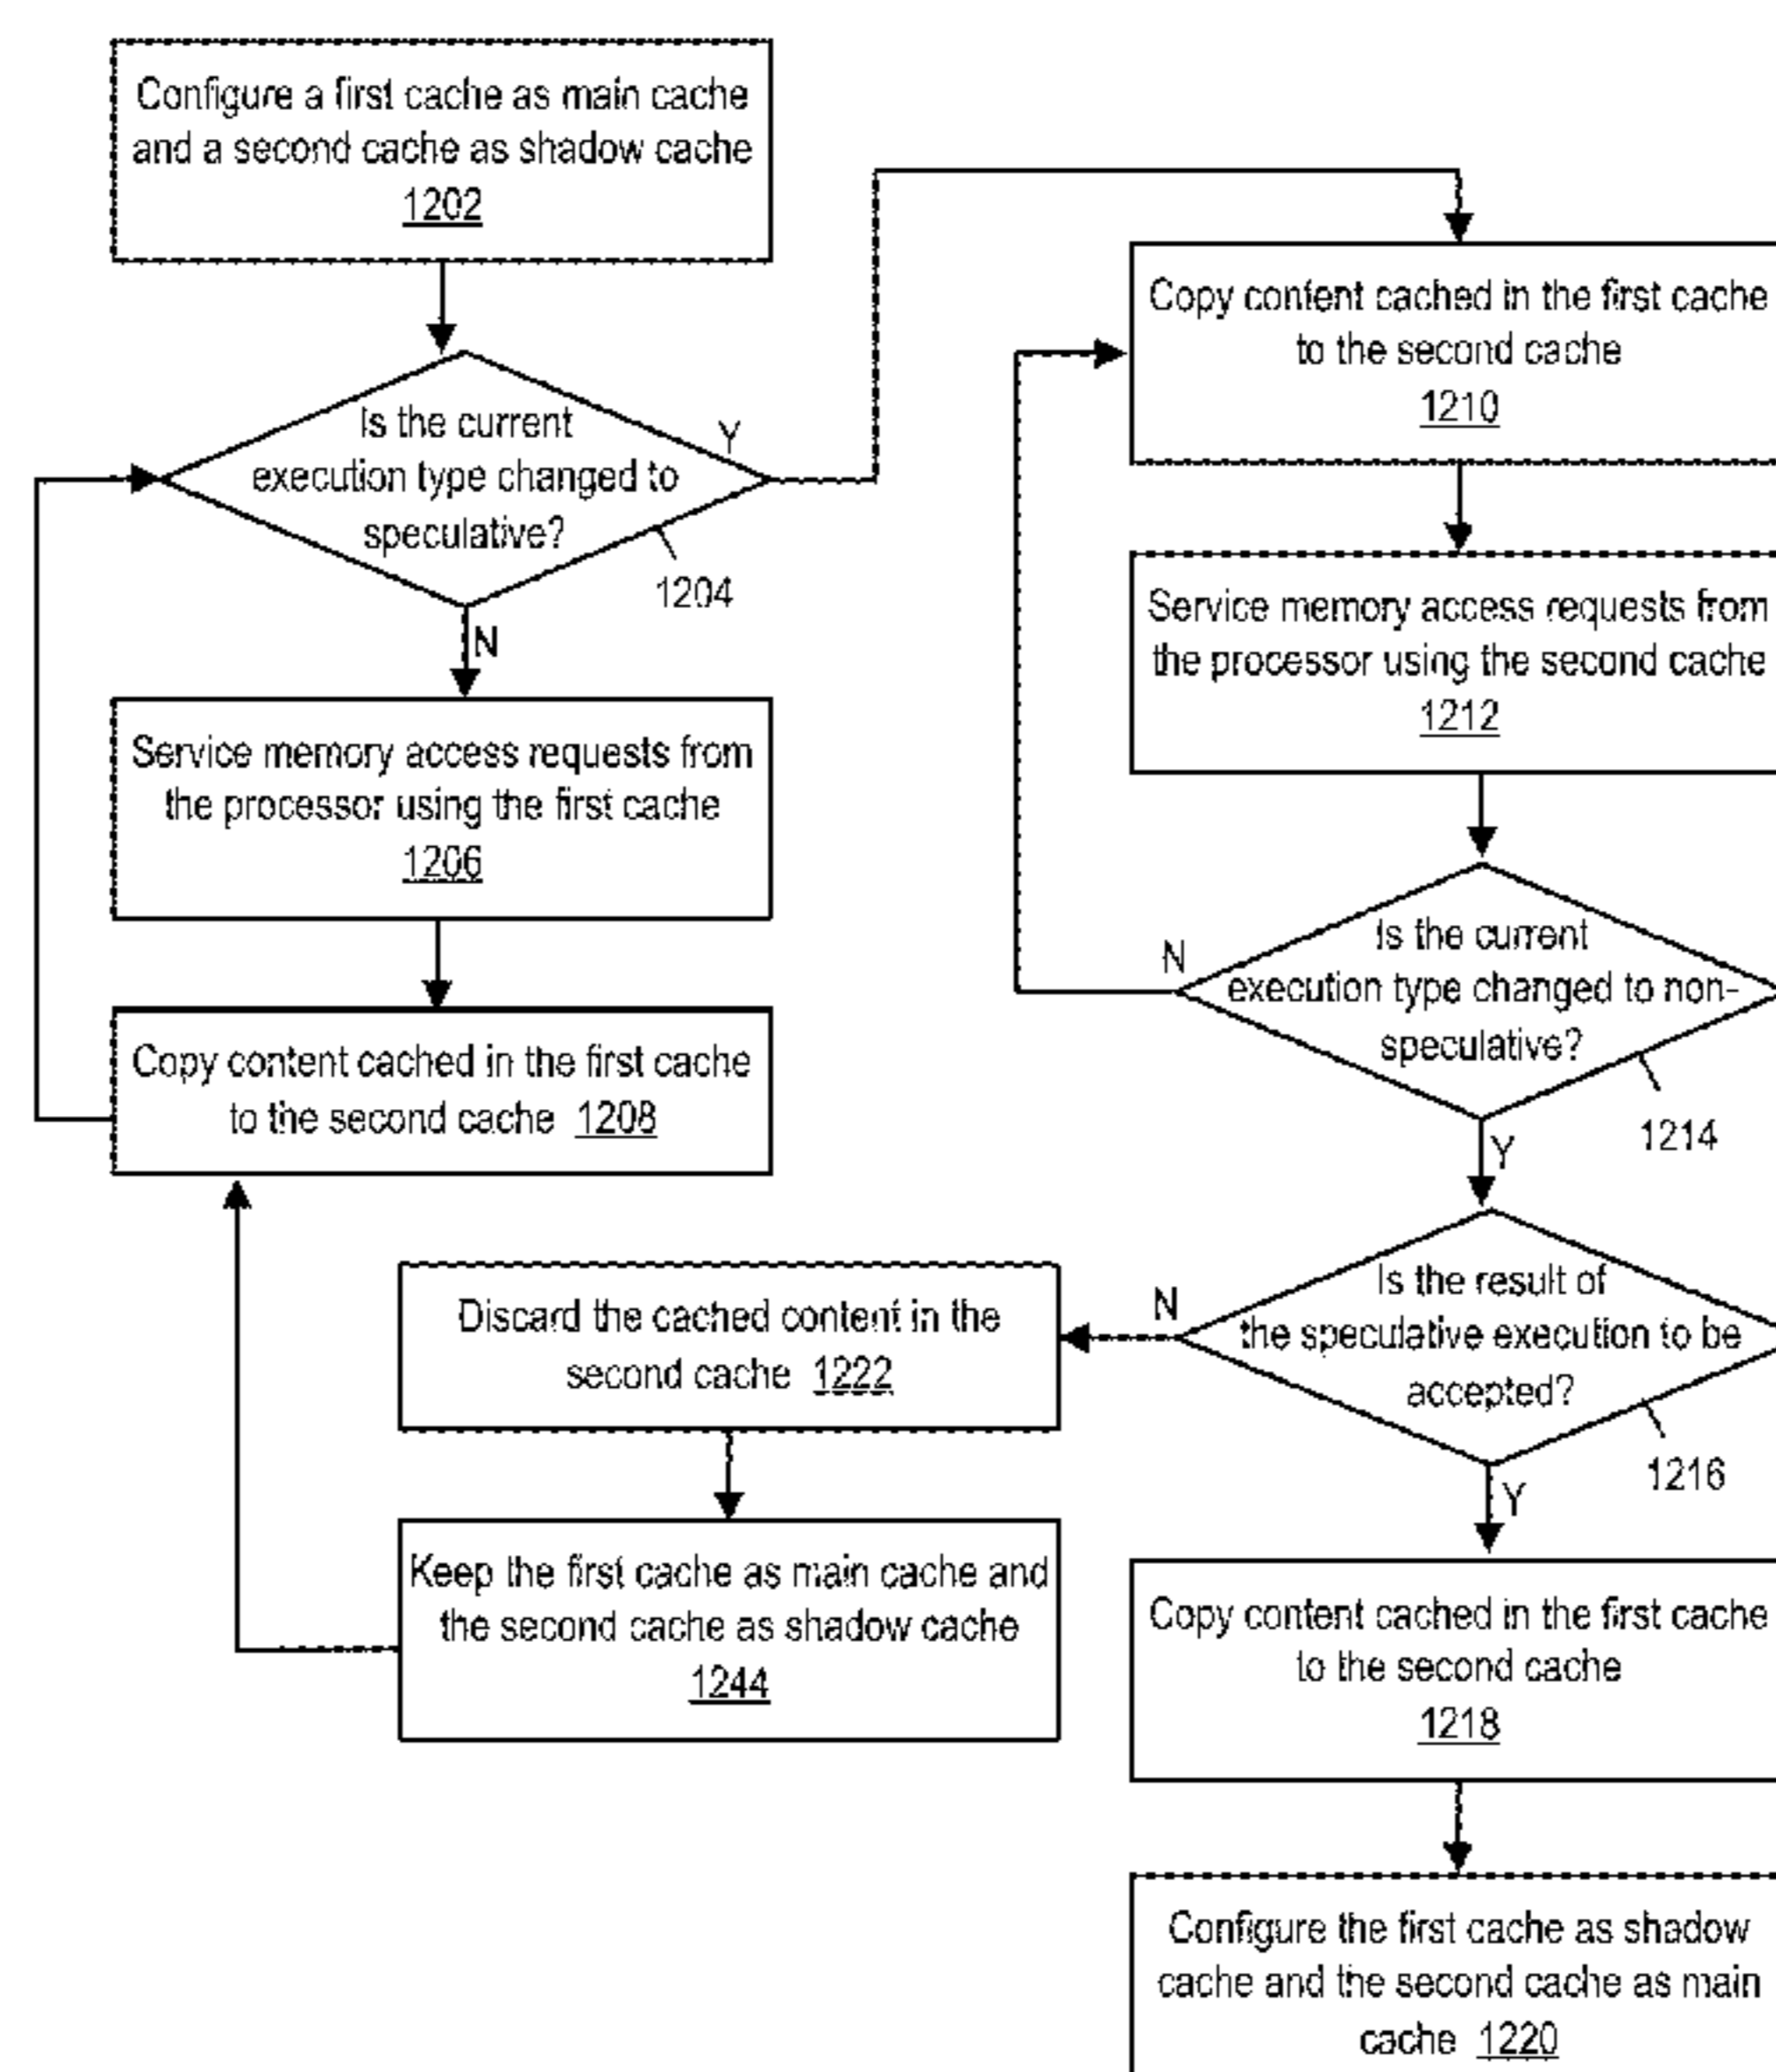 Configure a first cache as main cache
and a second cache as shadow cache
1202
Is the current
execution type changed to
speculative?
Y
1204
N
Service memory access requests from
the processor using the first cache
1206
Copy content cached in the first cache
to the second cache 1208
Copy content cached in the first cache
to the second cache
1210
Service memory access requests from
the processor using the second cache
1212
Is the current
execution type changed to non-
speculative?
N
1214
Y
Is the result of
the speculative execution to be
accepted?
N
1216
Y
Discard the cached content in the
second cache 1222
Keep the first cache as main cache and
the second cache as shadow cache
1244
Copy content cached in the first cache
to the second cache
1218
Configure the first cache as shadow
cache and the second cache as main
cache 1220